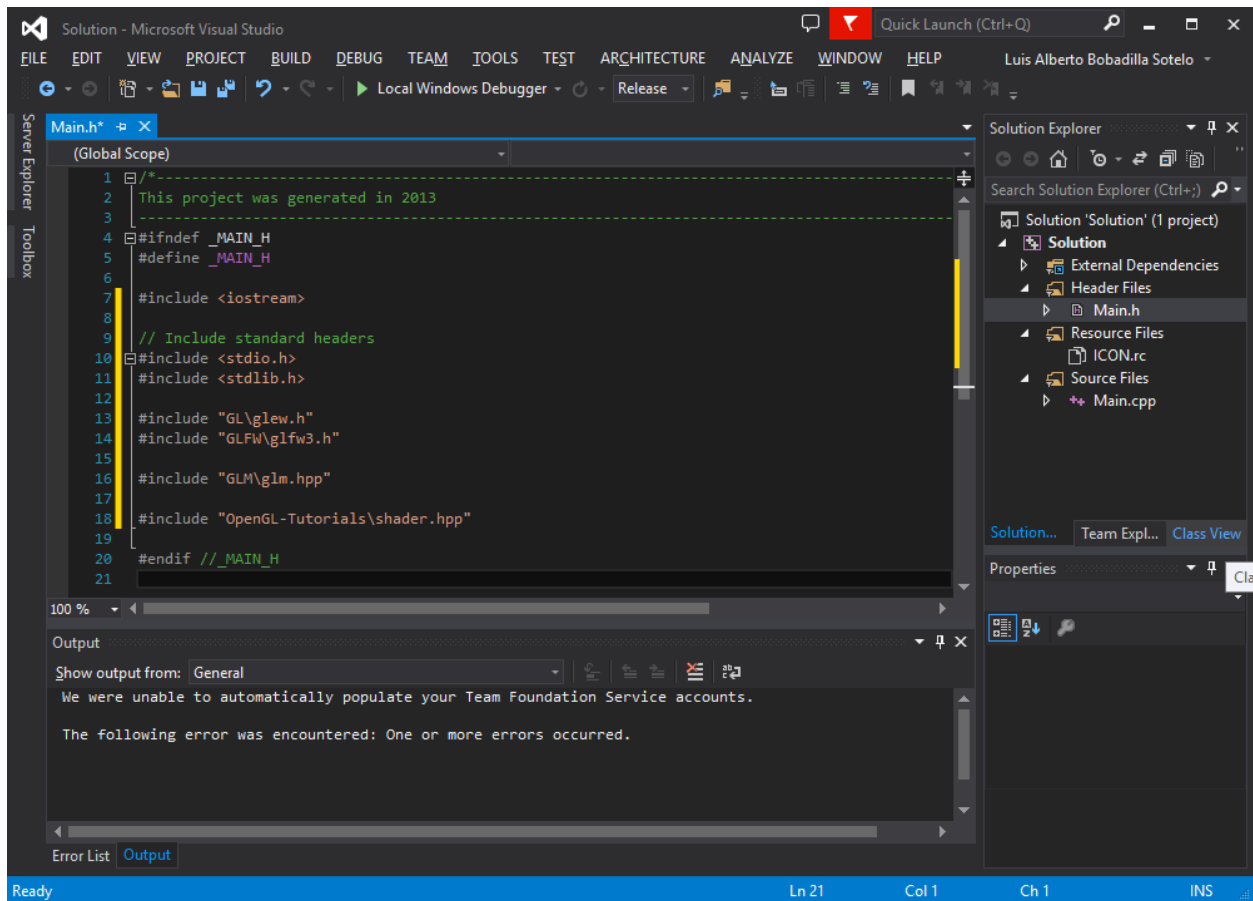 Solution - Microsoft Visual Studio
Quick Launch (Ctrl+Q)
FILE EDIT VIEW PROJECT BUILD DEBUG TEAM TOOLS TEST ARCHITECTURE ANALYZE WINDOW HELP
Luis Alberto Bobadilla Sotelo
Local Windows Debugger
Release
Server Explorer
Toolbox
Main.h*
(Global Scope)
1 /*----------------------------------------------------------------------------------------------
2 This project was generated in 2013
3 ----------------------------------------------------------------------------------------------
4 #ifndef _MAIN_H
5 #define _MAIN_H
6
7 #include <iostream>
8
9 // Include standard headers
10 #include <stdio.h>
11 #include <stdlib.h>
12
13 #include "GL\glew.h"
14 #include "GLFW\glfw3.h"
15
16 #include "GLM\glm.hpp"
17
18 #include "OpenGL-Tutorials\shader.hpp"
19
20 #endif //_MAIN_H
21
100 %
Output
Show output from: General
We were unable to automatically populate your Team Foundation Service accounts.
The following error was encountered: One or more errors occurred.
Error List Output
Solution Explorer
Search Solution Explorer (Ctrl+;)
Solution 'Solution' (1 project)
Solution
External Dependencies
Header Files
Main.h
Resource Files
ICON.rc
Source Files
Main.cpp
Solution... Team Expl... Class View
Properties
Ready
Ln 21 Col 1 Ch 1 INS